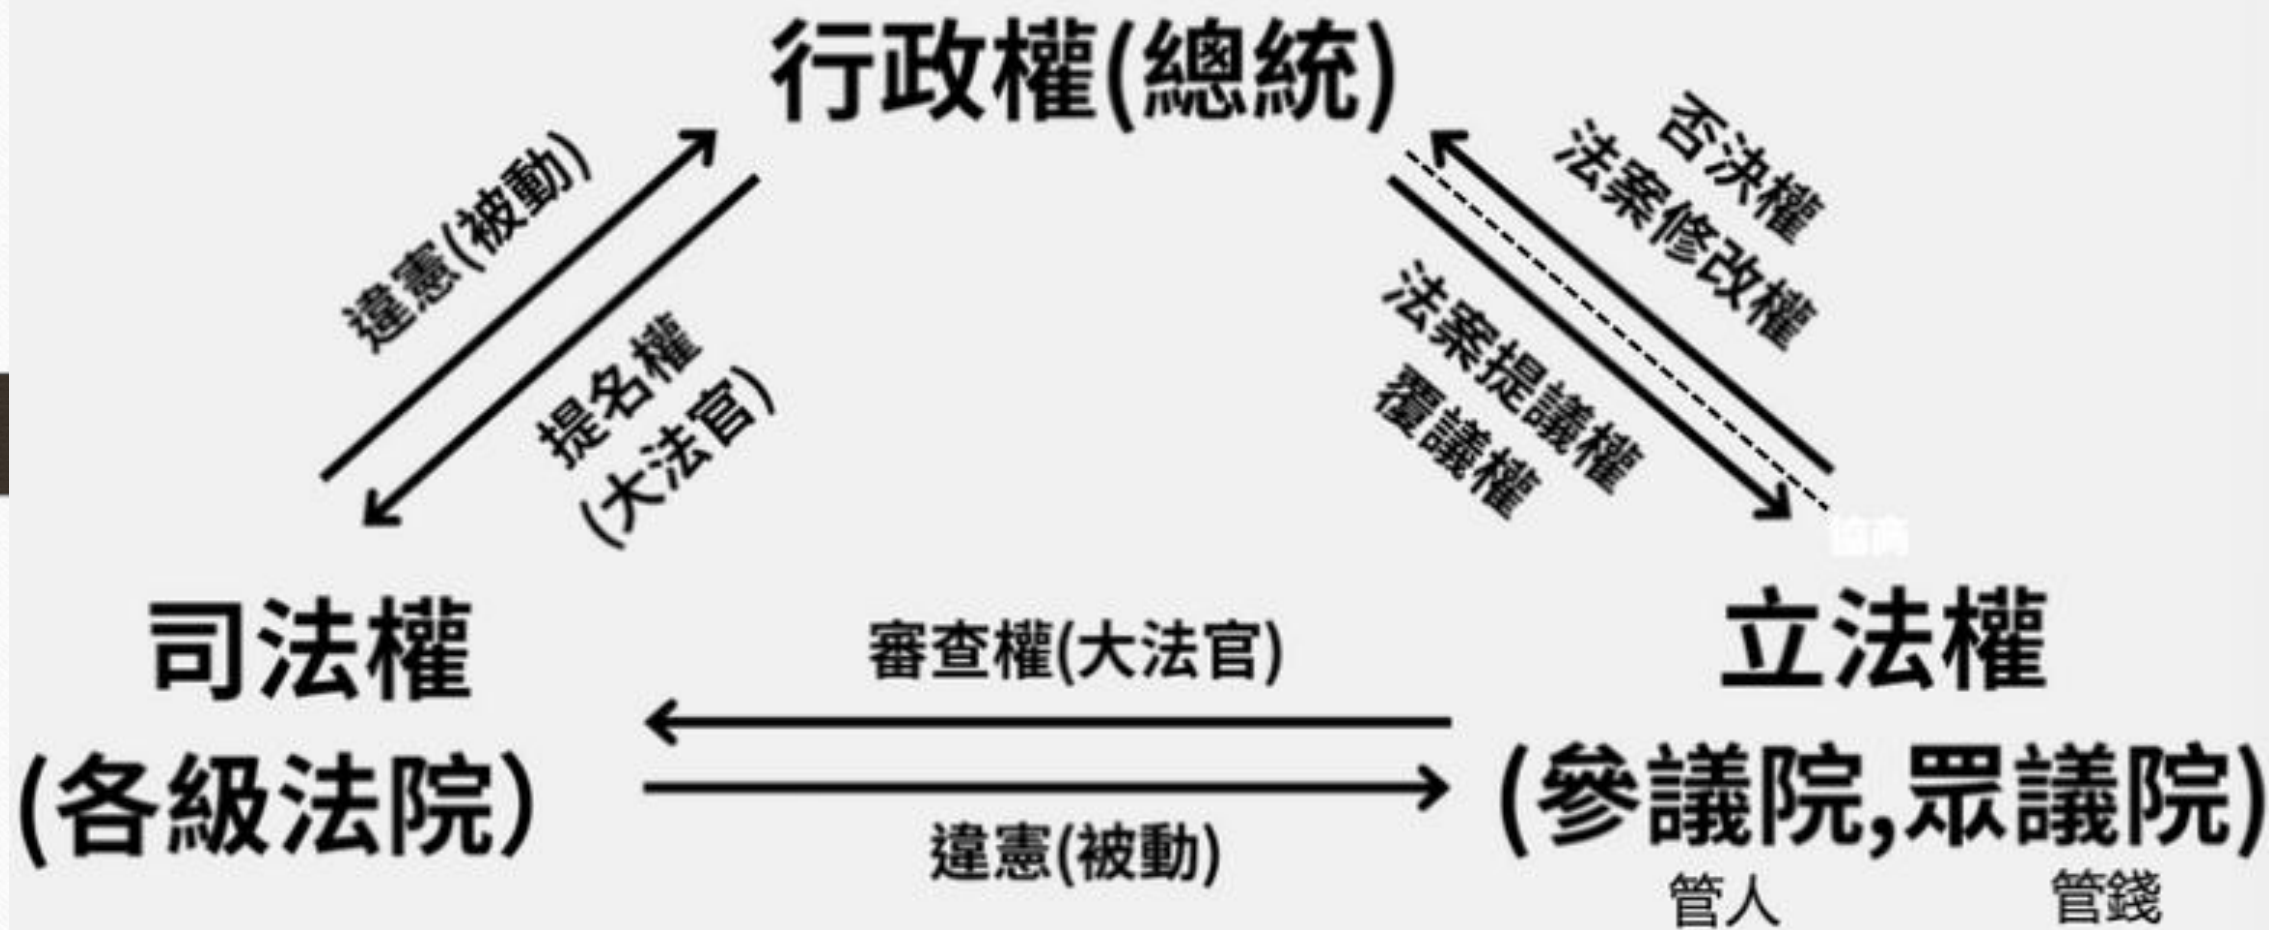 行政權(總統)
違憲(被動)
提名權
(大法官)
否決權
法案修改權
法案提議權
覆議權
協商
司法權
(各級法院)
審查權(大法官)
違憲(被動)
立法權
(參議院,眾議院)
管人
管錢